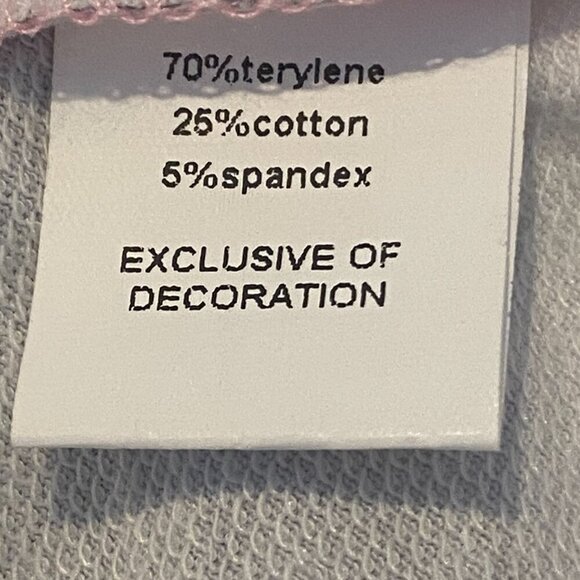 70%terylene
25%cotton
5%spandex
EXCLUSIVE OF
DECORATION